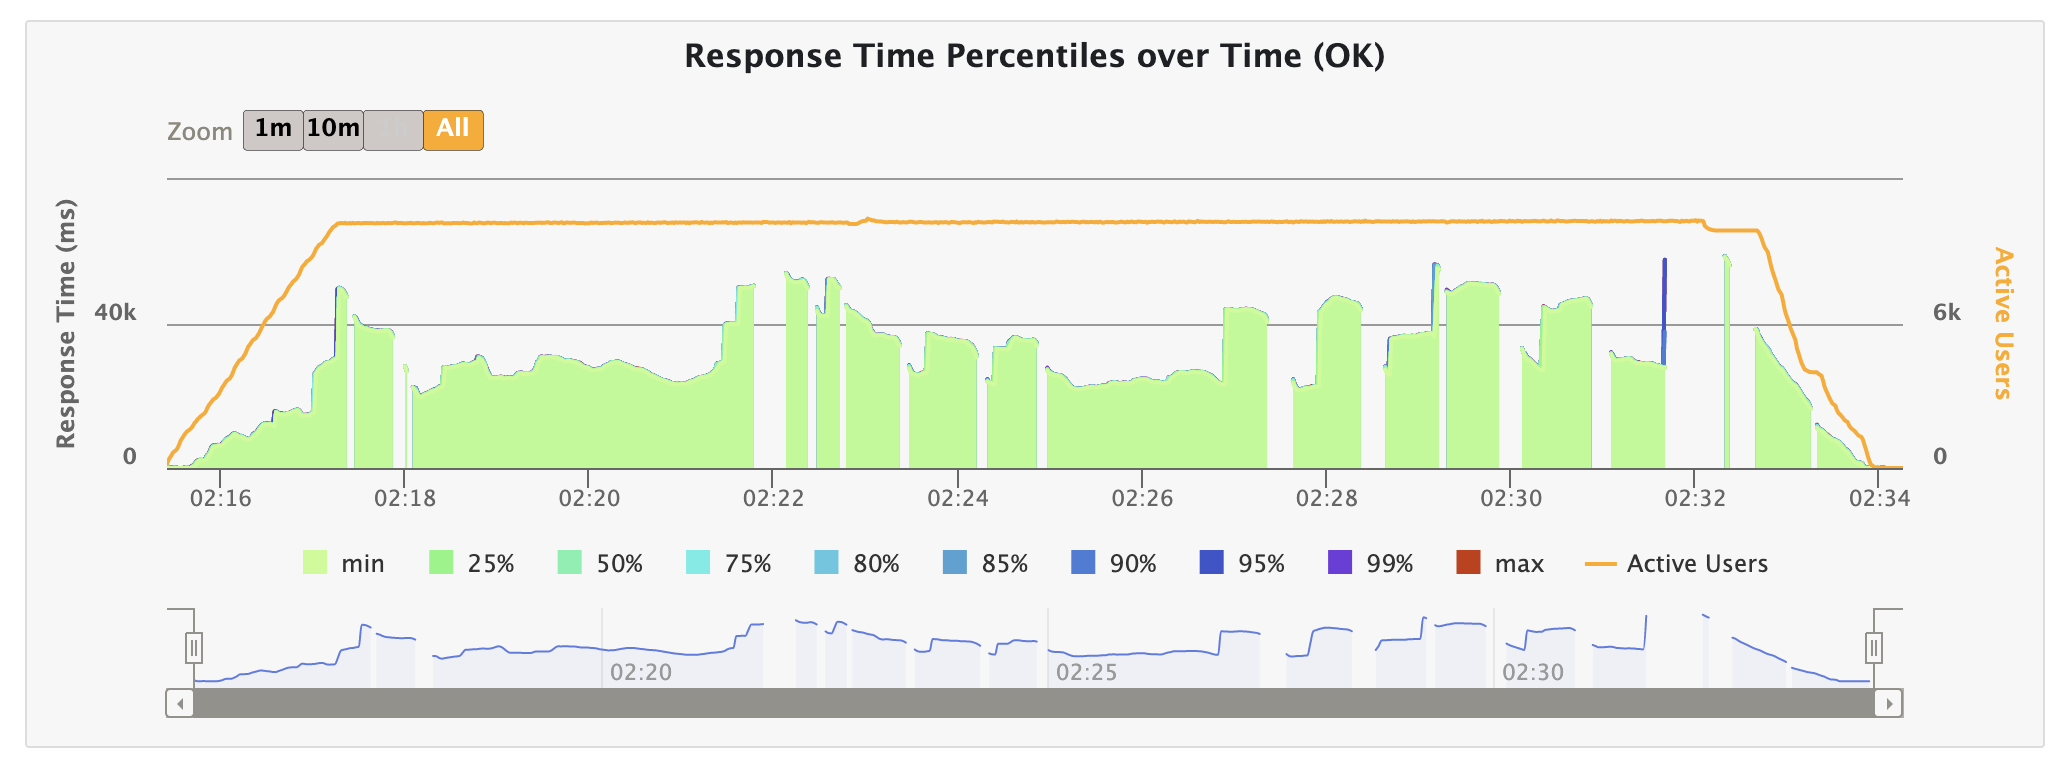 Response Time Percentiles over Time (OK)
Zoom 1m 10m 1h All
Response Time (ms)
40k
0
Active Users
6k
0
02:16 02:18 02:20 02:22 02:24 02:26 02:28 02:30 02:32 02:34
min 25% 50% 75% 80% 85% 90% 95% 99% max Active Users
02:20 02:25 02:30